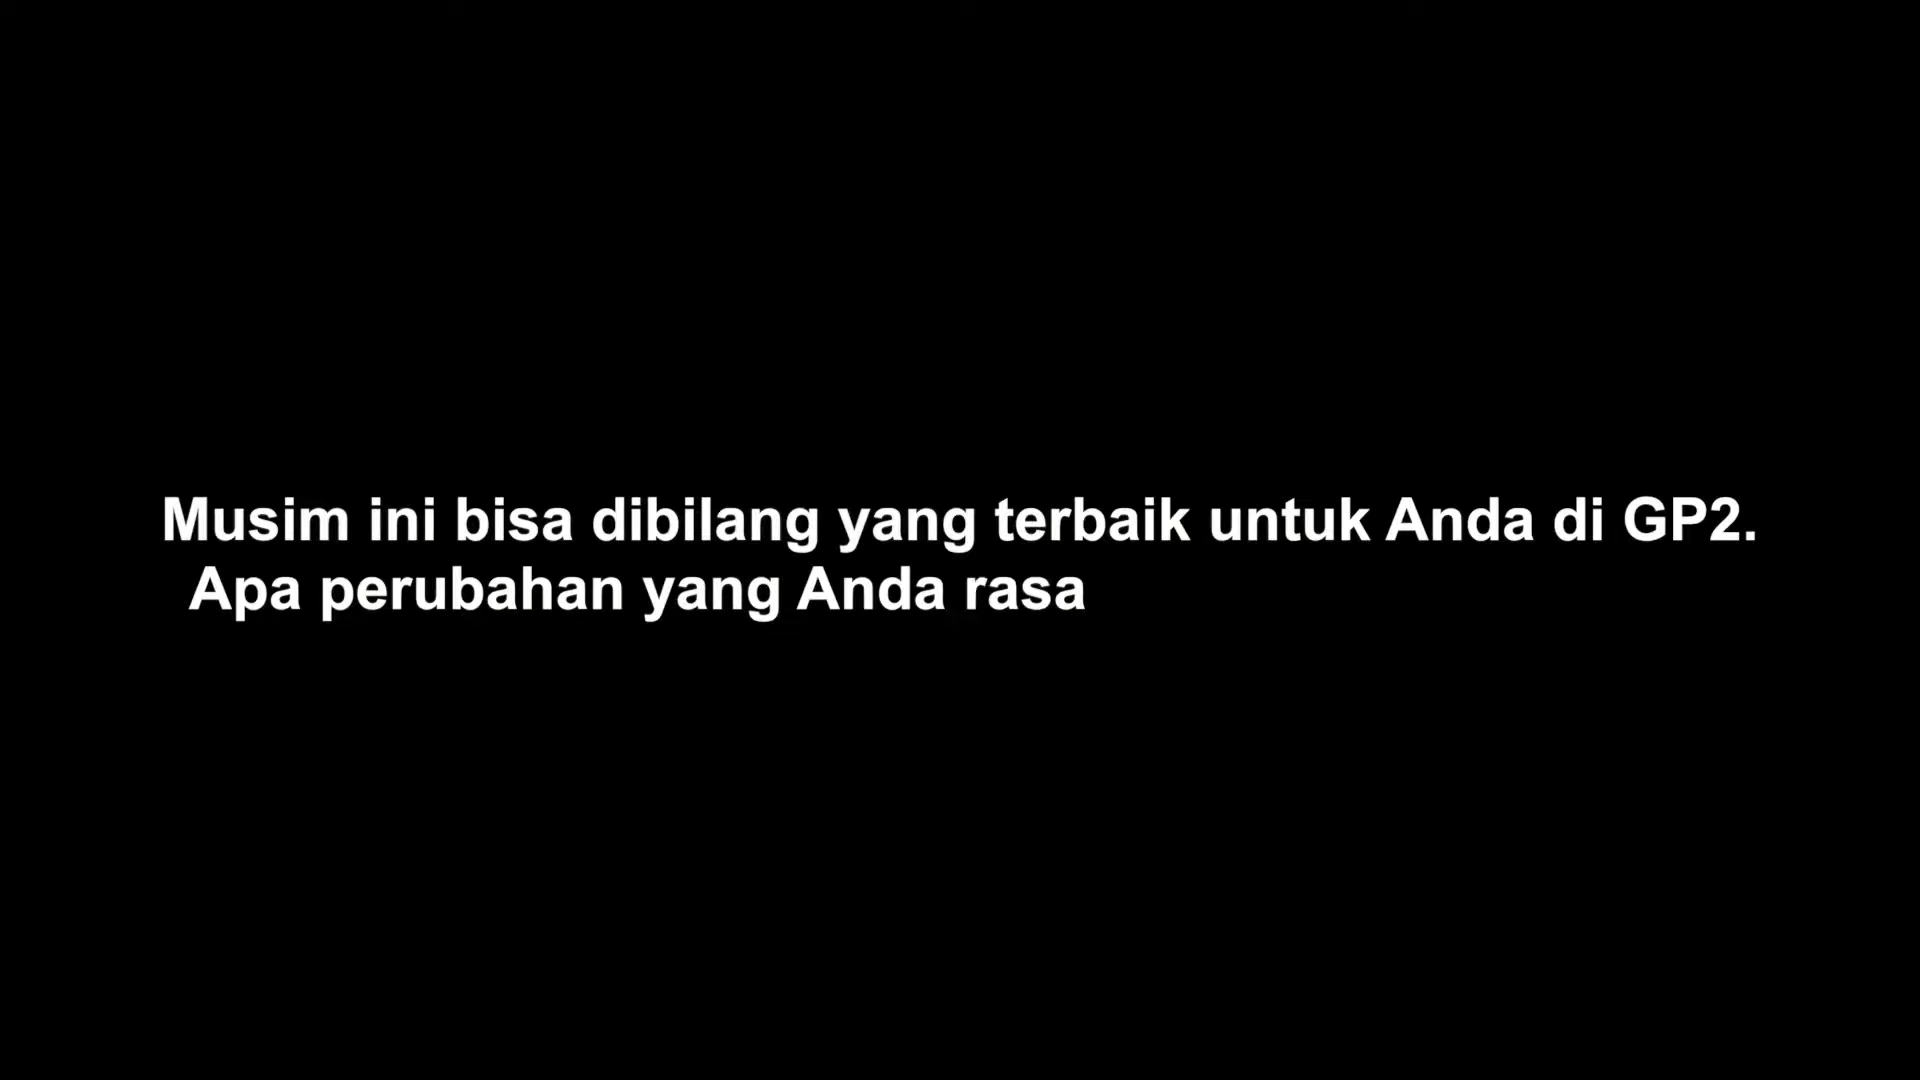 Musim ini bisa dibilang yang terbaik untuk Anda di GP2.
Apa perubahan yang Anda rasa